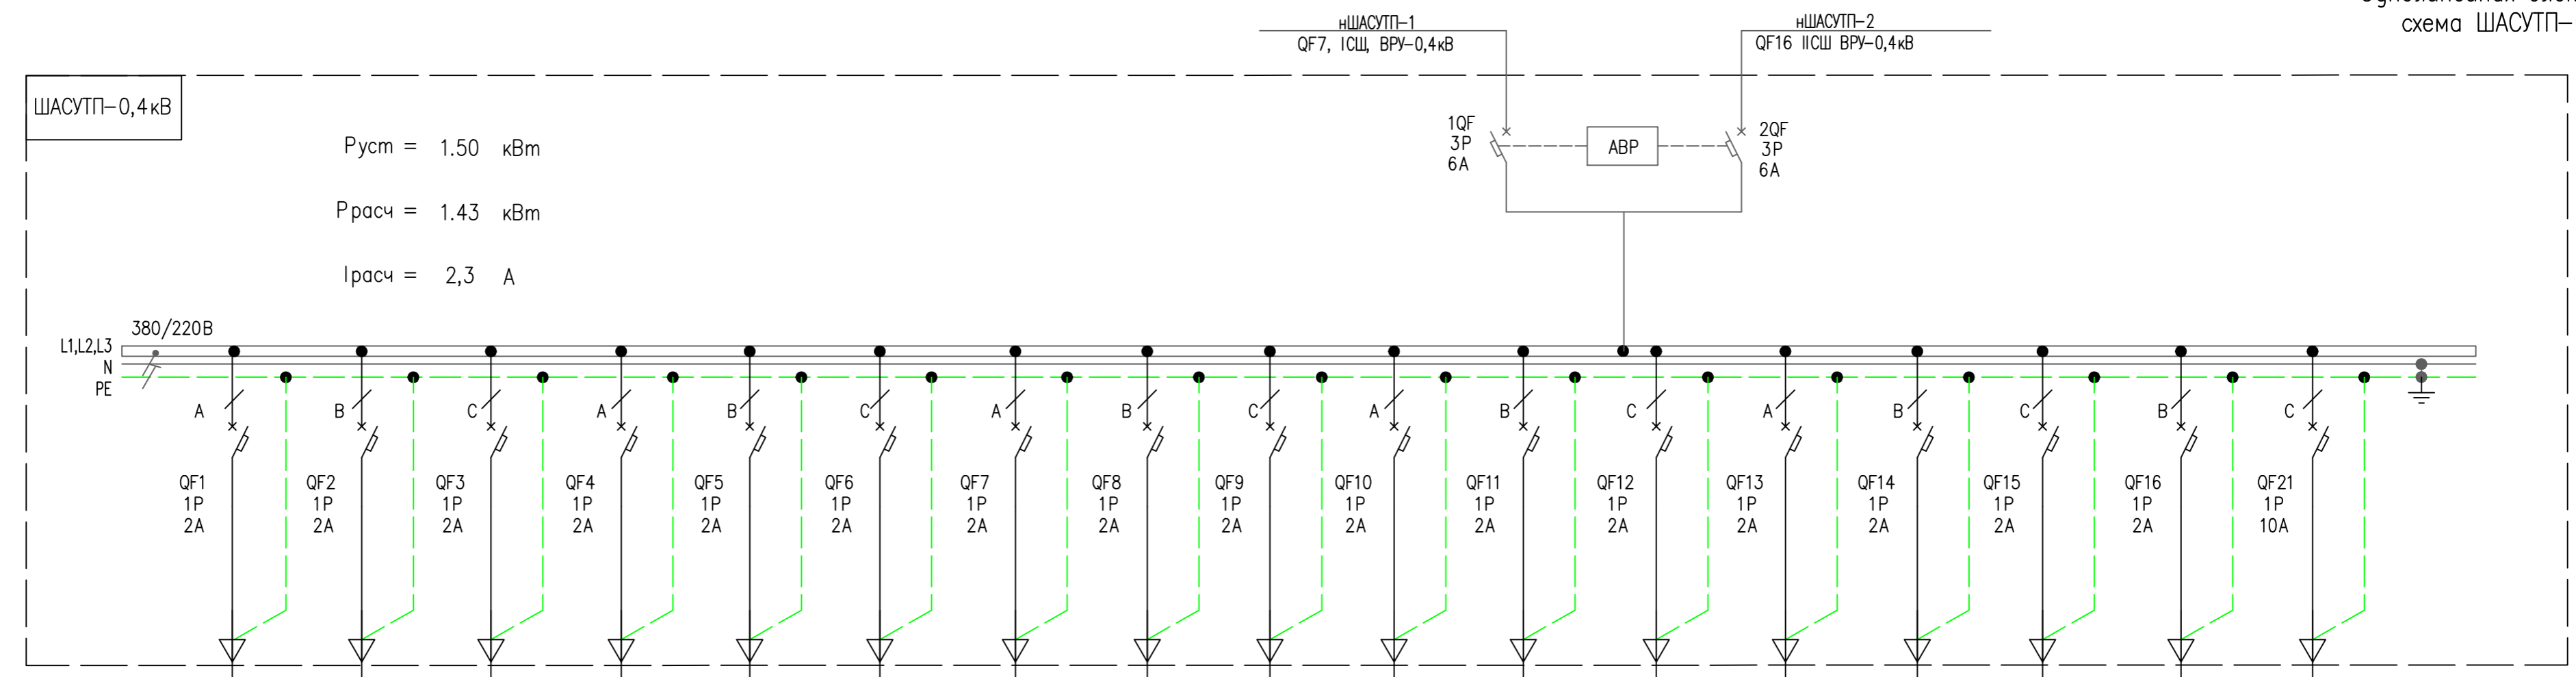 схема ШАСУТП-
нШАСУТП-1
QF7, IСШ, ВРУ-0,4кВ
нШАСУТП-2
QF16 IIСШ ВРУ-0,4кВ
ШАСУТП-0,4кВ
1QF
3P
6A
АВР
2QF
3P
6A
Руст = 1.50 кВт
Ррасч = 1.43 кВт
Iрасч = 2,3 А
380/220В
L1,L2,L3
N
PE
A B C A B C A B C A B C A B C B C
QF1 QF2 QF3 QF4 QF5 QF6 QF7 QF8 QF9 QF10 QF11 QF12 QF13 QF14 QF15 QF16 QF21
1P 1P 1P 1P 1P 1P 1P 1P 1P 1P 1P 1P 1P 1P 1P 1P 1P
2A 2A 2A 2A 2A 2A 2A 2A 2A 2A 2A 2A 2A 2A 2A 2A 10A